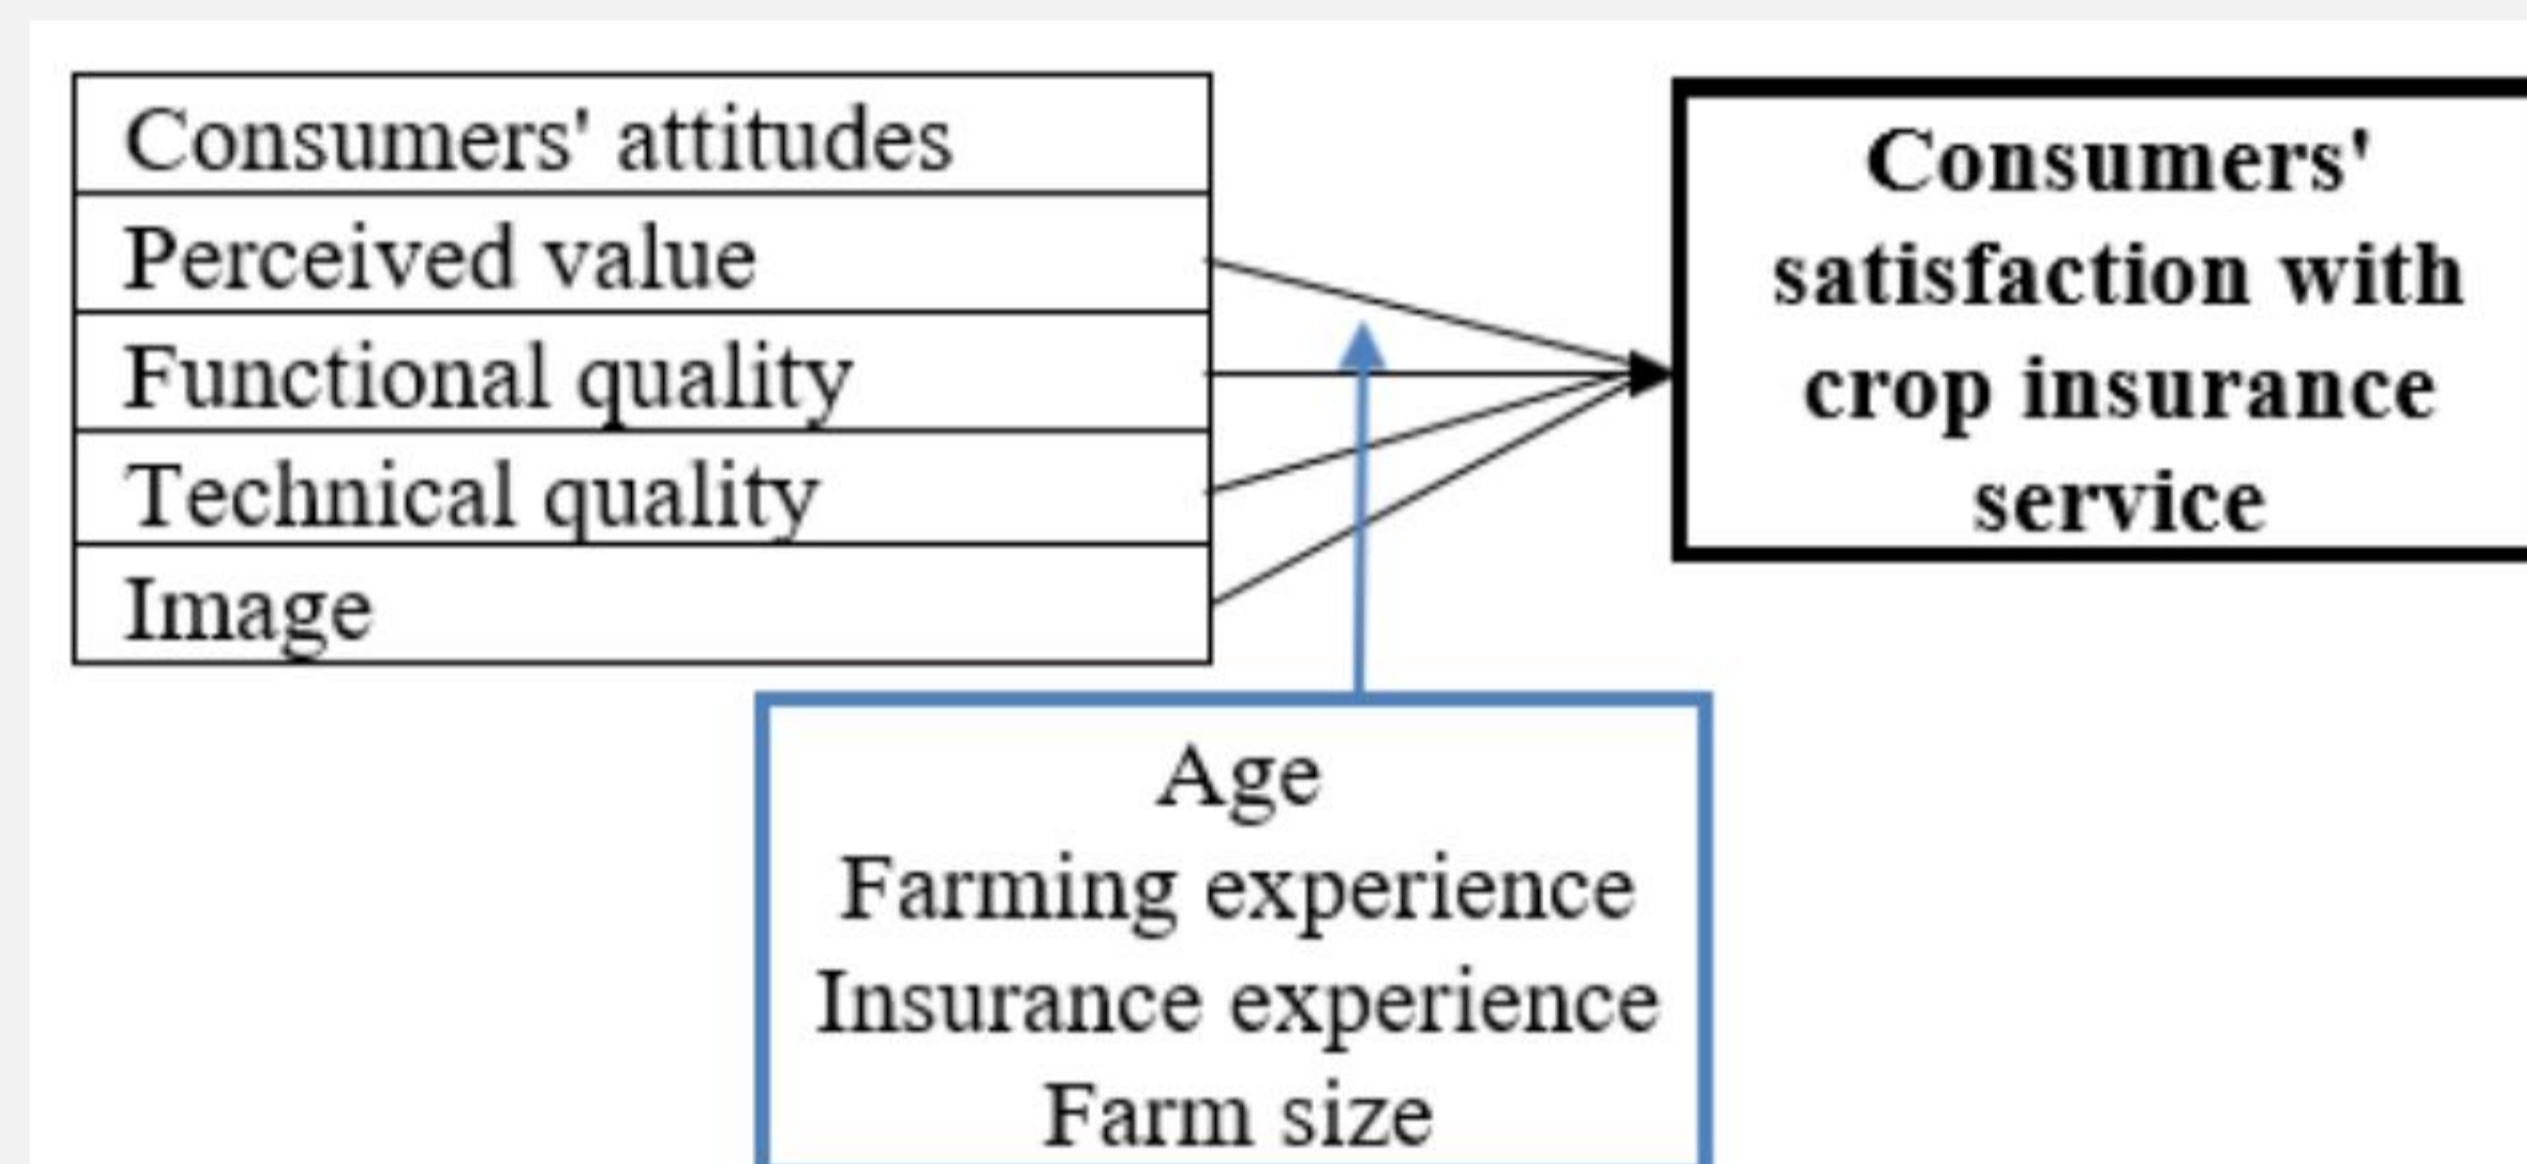 Consumers' attitudes
Perceived value
Functional quality
Technical quality
Image
Consumers'
satisfaction with
crop insurance
service
Age
Farming experience
Insurance experience
Farm size